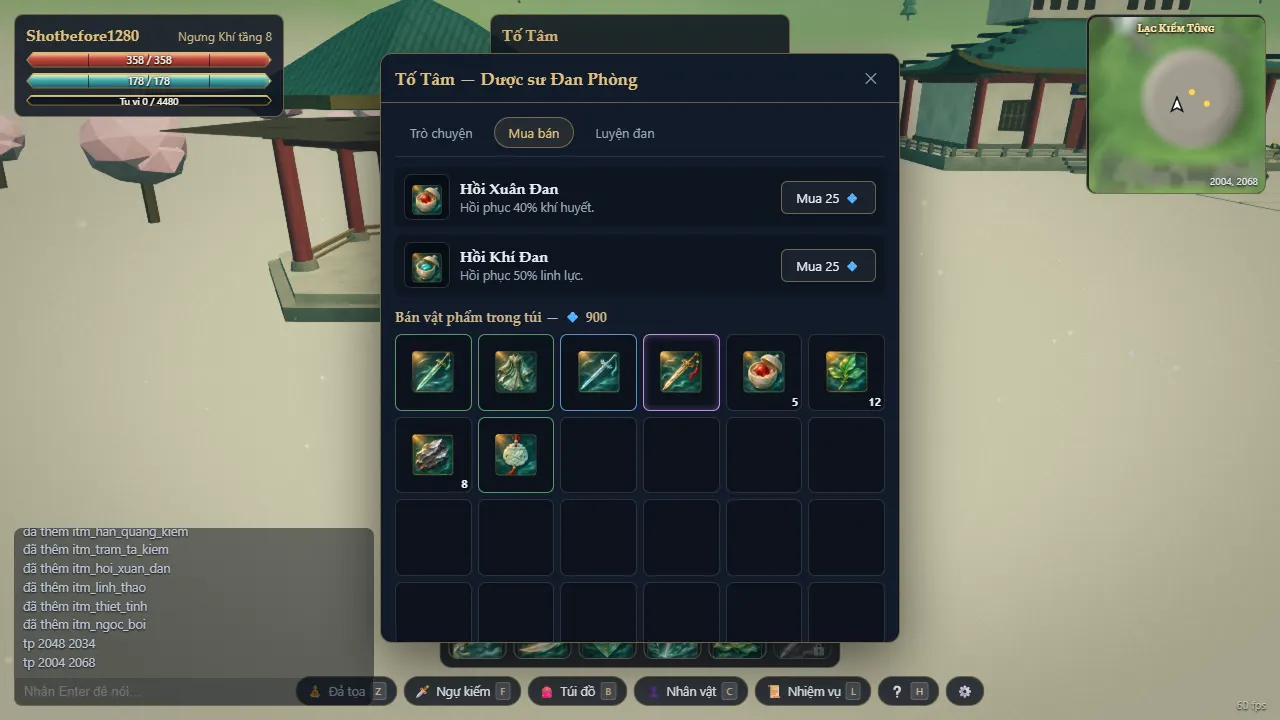 Shotbefore1280
Ngưng Khí tầng 8
358 / 358
178 / 178
Tu vi 0 / 4480
Tố Tâm
LẠC KIẾM TÔNG
2004, 2068
Tố Tâm — Dược sư Đan Phòng
Trò chuyện
Mua bán
Luyện đan
Hồi Xuân Đan
Hồi phục 40% khí huyết.
Mua 25
Hồi Khí Đan
Hồi phục 50% linh lực.
Mua 25
Bán vật phẩm trong túi — 900
5
12
8
đã thêm itm_han_quang_kiem
đã thêm itm_tram_ta_kiem
đã thêm itm_hoi_xuan_dan
đã thêm itm_linh_thao
đã thêm itm_thiet_tinh
đã thêm itm_ngoc_boi
tp 2048 2034
tp 2004 2068
Nhấn Enter để nói...
Đả tọa Z
Ngự kiếm F
Túi đồ B
Nhân vật C
Nhiệm vụ L
? H
60 fps